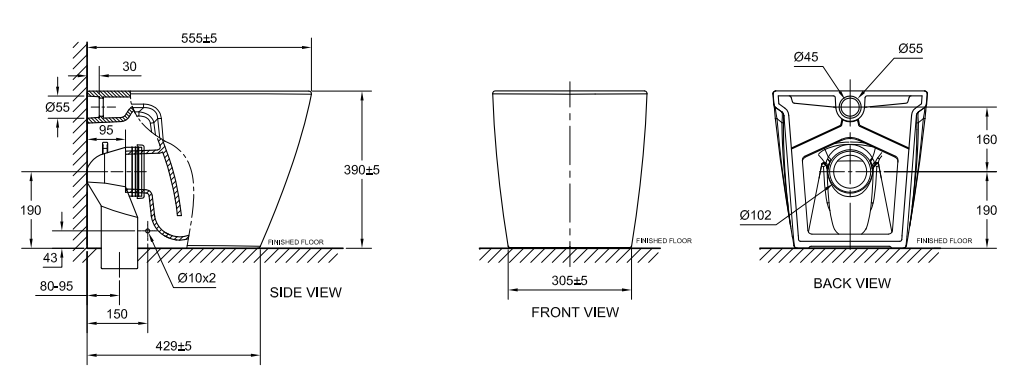 555±5
30
Ø55
95
390±5
190
FINISHED FLOOR
43
Ø10x2
80-95
SIDE VIEW
150
429±5
FINISHED FLOOR
305±5
FRONT VIEW
Ø45
Ø55
160
190
Ø102
FINISHED FLOOR
BACK VIEW